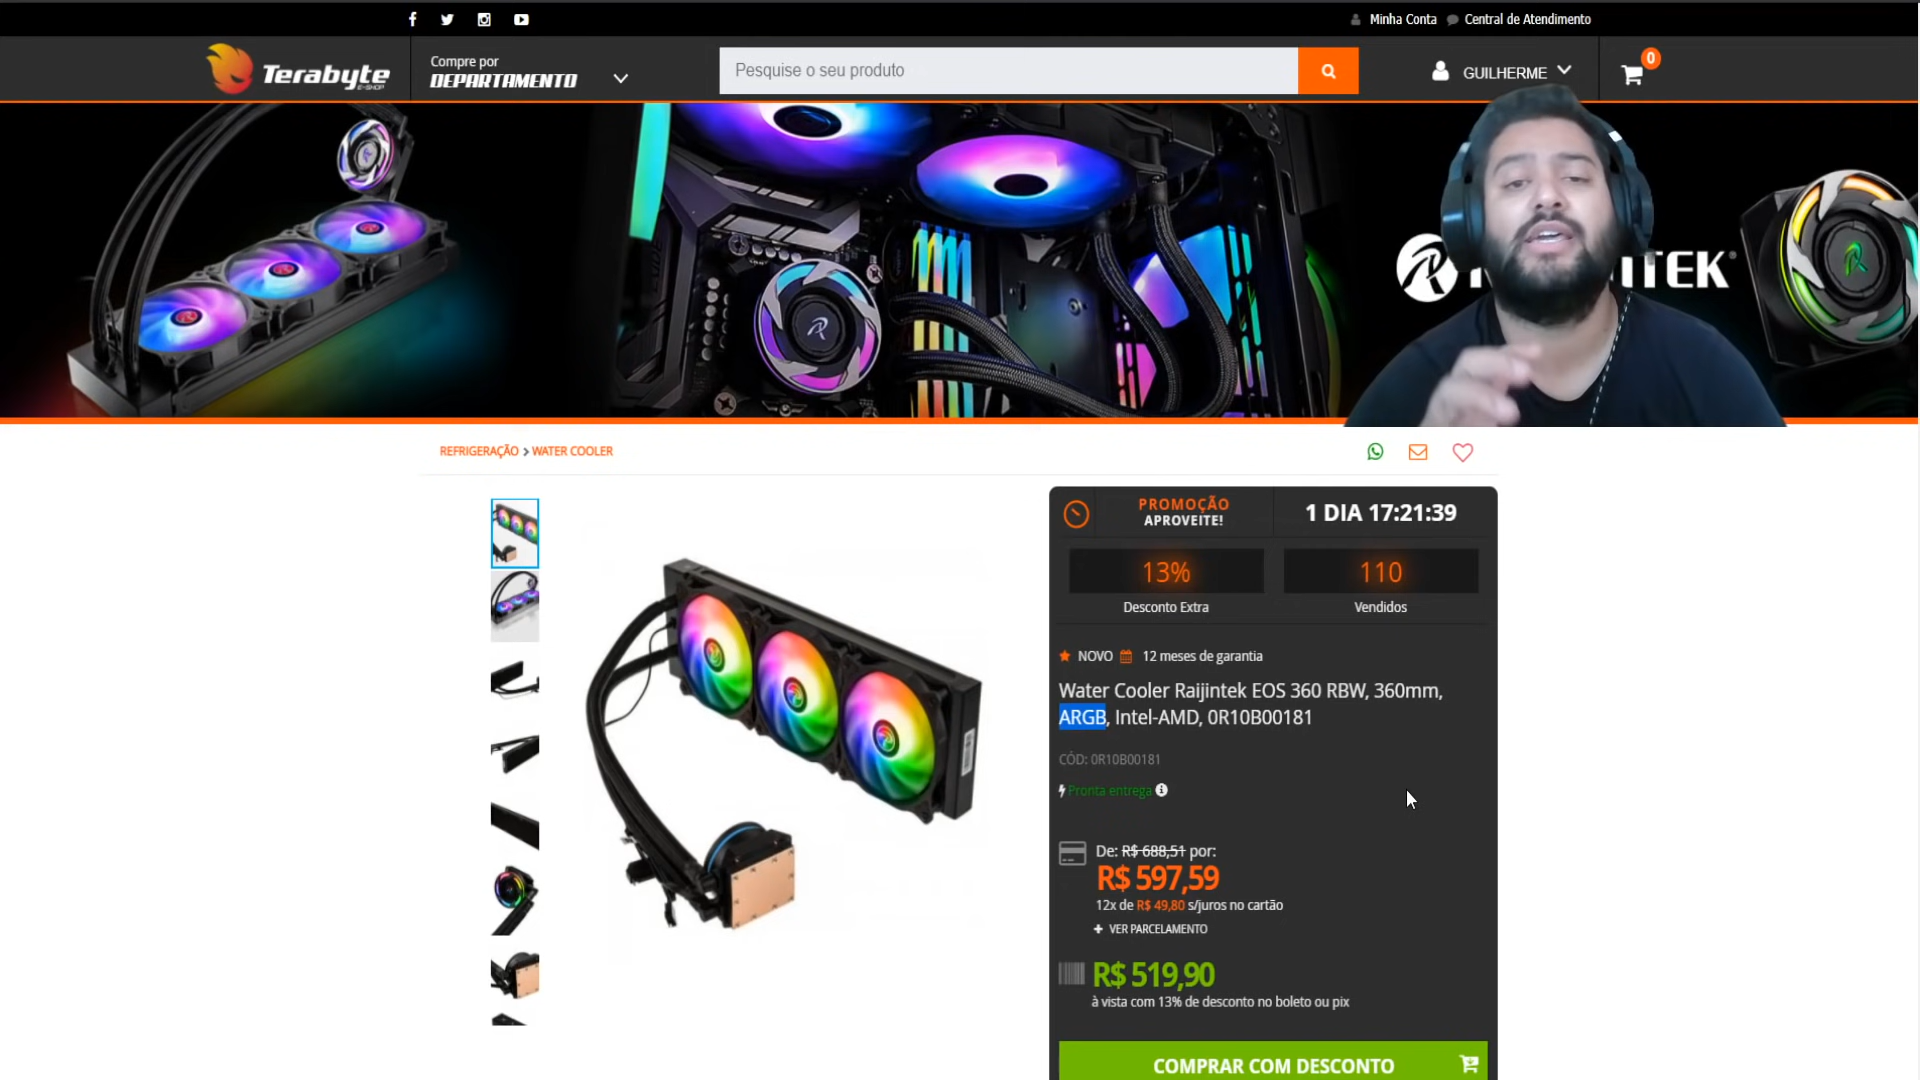 Minha Conta
Central de Atendimento
Terabyte
E-SHOP
Compre por
DEPARTAMENTO
Pesquise o seu produto
GUILHERME
0
ITEK®
REFRIGERAÇÃO > WATER COOLER
PROMOÇÃO
APROVEITE!
1 DIA 17:21:39
13%
110
Desconto Extra
Vendidos
NOVO
12 meses de garantia
Water Cooler Raijintek EOS 360 RBW, 360mm,
ARGB, Intel-AMD, 0R10B00181
CÓD: 0R10B00181
Pronta entrega
De: R$ 688,51 por:
R$ 597,59
12x de R$ 49,80 s/juros no cartão
+ VER PARCELAMENTO
R$ 519,90
à vista com 13% de desconto no boleto ou pix
COMPRAR COM DESCONTO